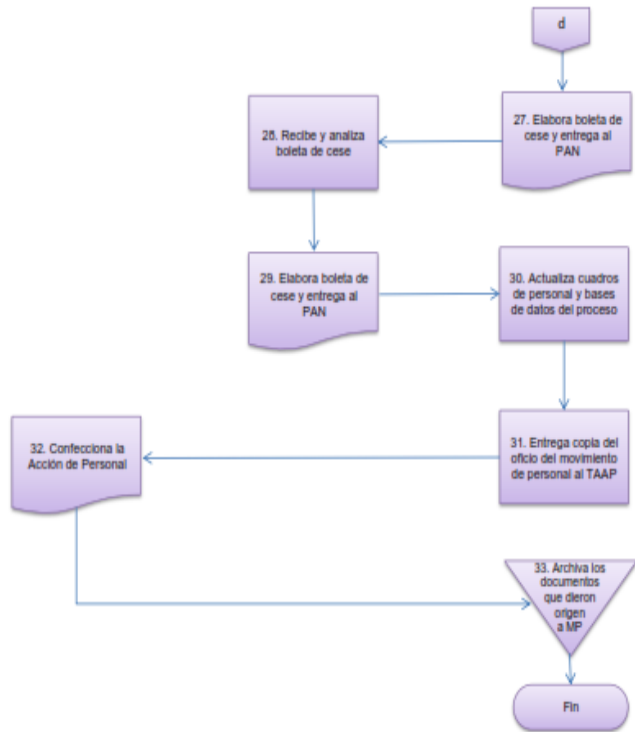 d
27. Elabora boleta de
cese y entrega al
PAN
28. Recibe y analiza
boleta de cese
29. Elabora boleta de
cese y entrega al
PAN
30. Actualiza cuadros
de personal y bases
de datos del proceso
31. Entrega copia del
oficio del movimiento
de personal al TAAP
32. Confecciona la
Acción de Personal
33. Archiva los
documentos
que dieron
origen
a MP
Fin